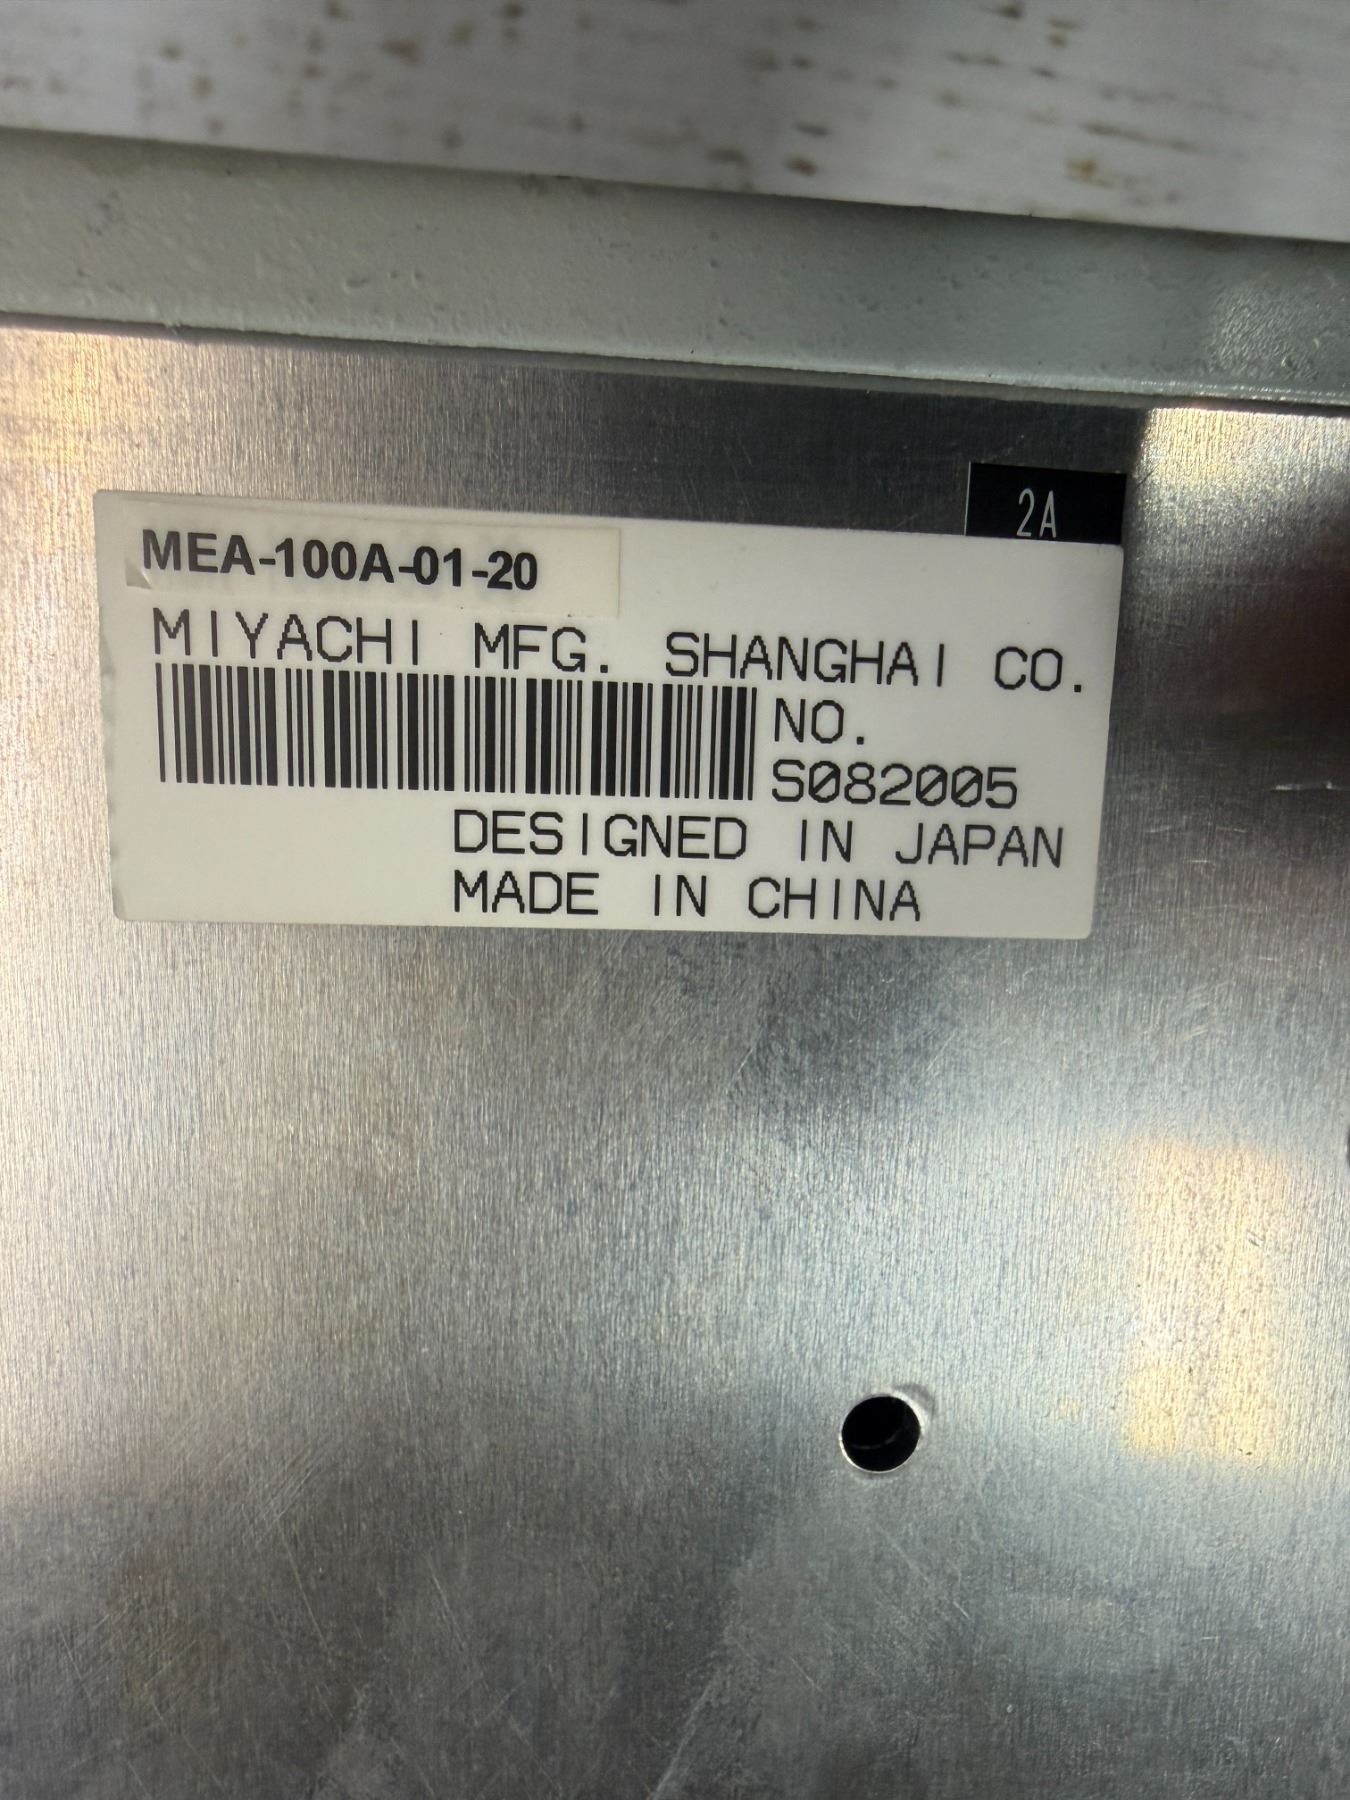 2A
MEA-100A-01-20
MIYACHI MFG. SHANGHAI CO.
NO.
S082005
DESIGNED IN JAPAN
MADE IN CHINA